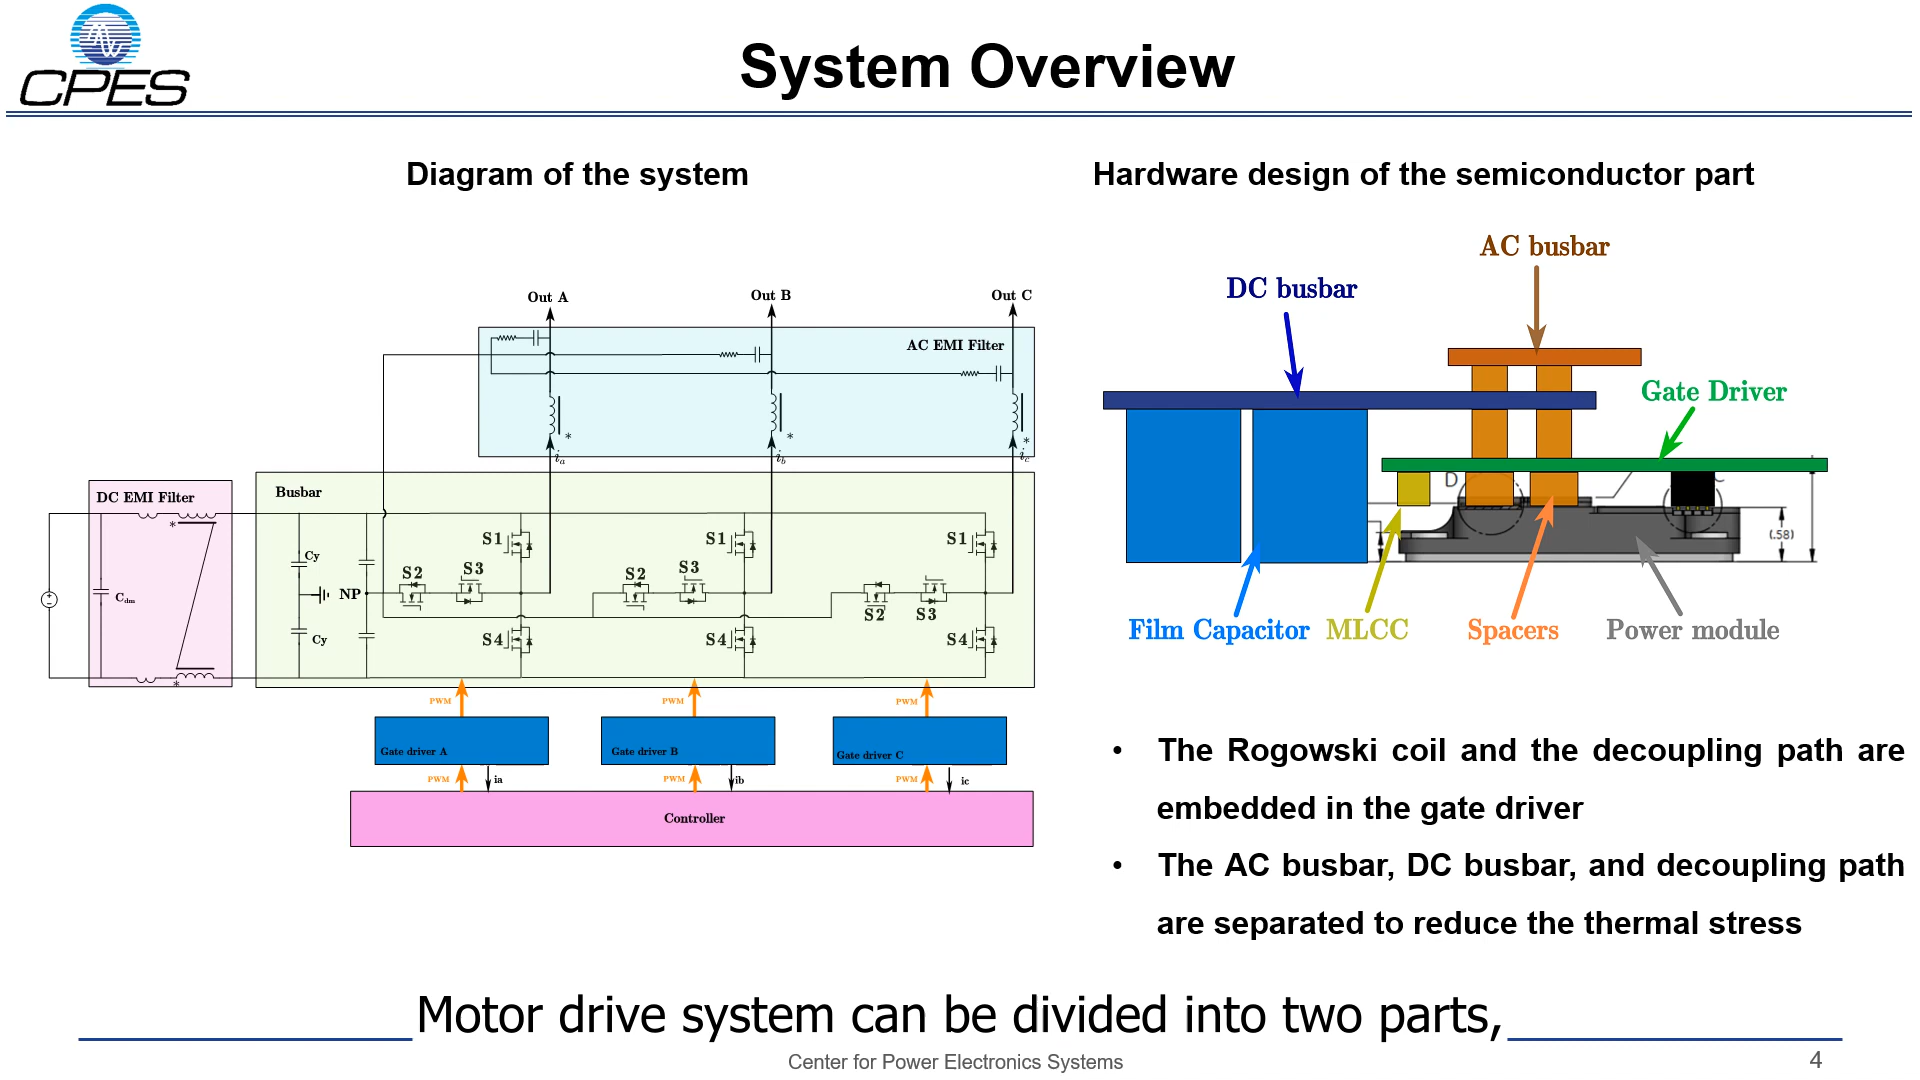 CPES
System Overview
Diagram of the system
Hardware design of the semiconductor part
Out A
Out B
Out C
AC EMI Filter
*
*
*
ia
ib
ic
DC EMI Filter
*
Cdm
*
Busbar
Cy
NP
Cy
S1
S2
S3
S4
S1
S2
S3
S4
S1
S2
S3
S4
PWM
PWM
PWM
Gate driver A
Gate driver B
Gate driver C
PWM
ia
PWM
ib
PWM
ic
Controller
AC busbar
DC busbar
Gate Driver
D
C
(.58)
Film Capacitor
MLCC
Spacers
Power module
• The Rogowski coil and the decoupling path are
embedded in the gate driver
• The AC busbar, DC busbar, and decoupling path
are separated to reduce the thermal stress
Motor drive system can be divided into two parts,
Center for Power Electronics Systems
4